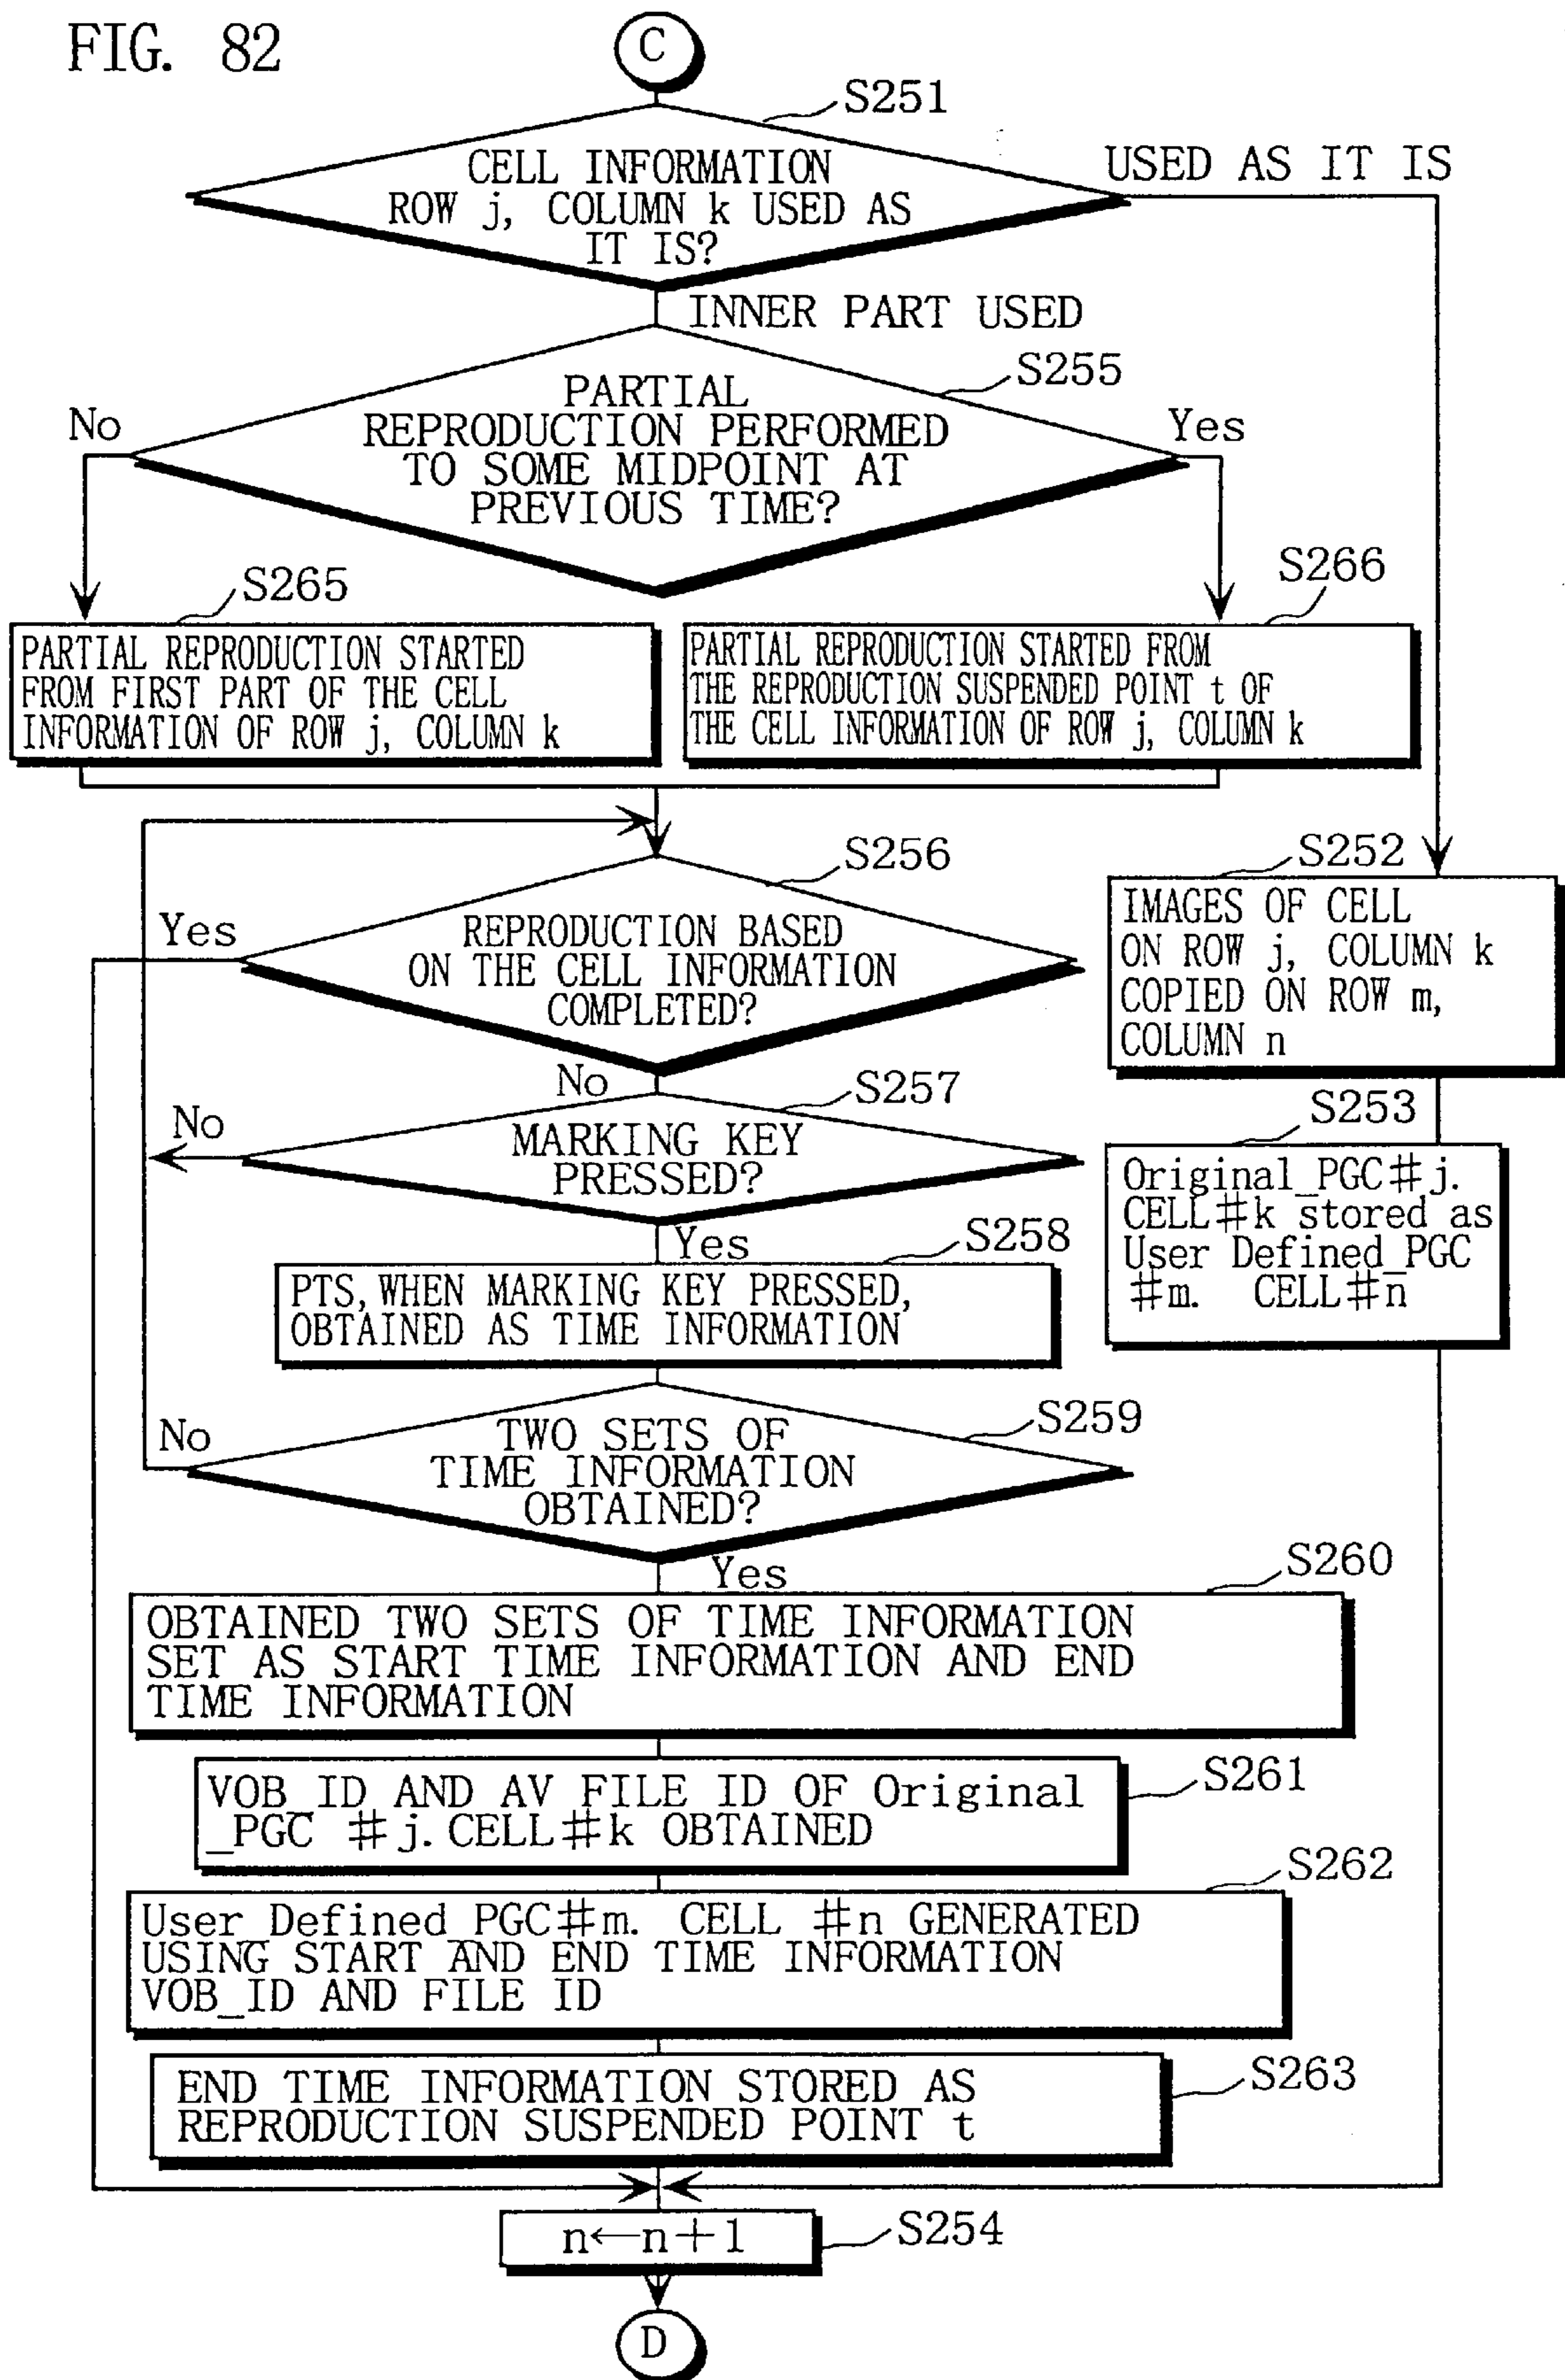 FIG. 82
C
S251
CELL INFORMATION
ROW j, COLUMN k USED AS
IT IS?
USED AS IT IS
INNER PART USED
S255
PARTIAL
REPRODUCTION PERFORMED
TO SOME MIDPOINT AT
PREVIOUS TIME?
No
Yes
S265
PARTIAL REPRODUCTION STARTED
FROM FIRST PART OF THE CELL
INFORMATION OF ROW j, COLUMN k
S266
PARTIAL REPRODUCTION STARTED FROM
THE REPRODUCTION SUSPENDED POINT t OF
THE CELL INFORMATION OF ROW j, COLUMN k
S256
REPRODUCTION BASED
ON THE CELL INFORMATION
COMPLETED?
Yes
No
S252
IMAGES OF CELL
ON ROW j, COLUMN k
COPIED ON ROW m,
COLUMN n
S257
MARKING KEY
PRESSED?
No
Yes
S253
Original_PGC#j.
CELL#k stored as
User Defined_PGC
#m. CELL#n
S258
PTS, WHEN MARKING KEY PRESSED,
OBTAINED AS TIME INFORMATION
S259
TWO SETS OF
TIME INFORMATION
OBTAINED?
No
Yes
S260
OBTAINED TWO SETS OF TIME INFORMATION
SET AS START TIME INFORMATION AND END
TIME INFORMATION
S261
VOB_ID AND AV FILE ID OF Original
_PGC #j. CELL#k OBTAINED
S262
User_Defined_PGC#m. CELL #n GENERATED
USING START AND END TIME INFORMATION
VOB_ID AND FILE ID
S263
END TIME INFORMATION STORED AS
REPRODUCTION SUSPENDED POINT t
n←n+1
S254
D